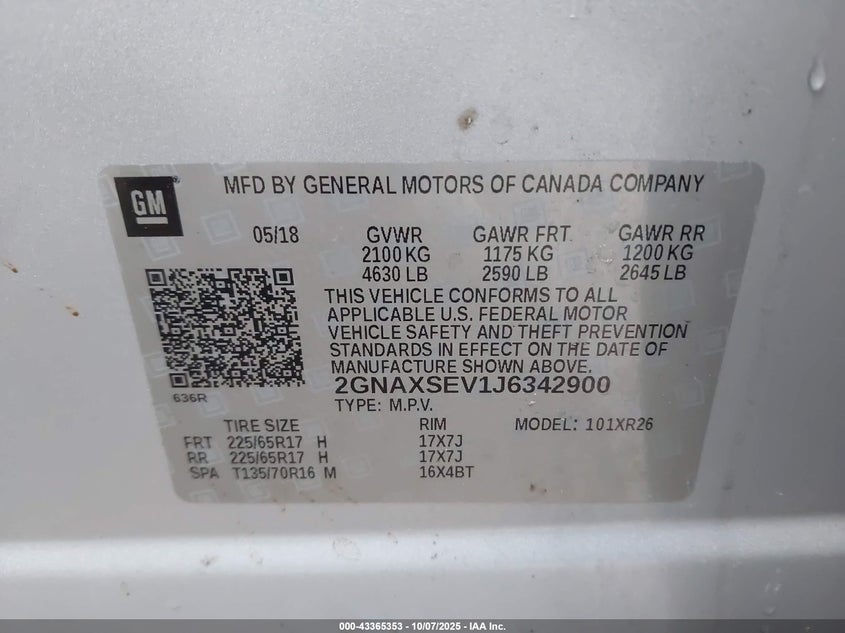 GM ®
MFD BY GENERAL MOTORS OF CANADA COMPANY
05/18 GVWR GAWR FRT GAWR RR
2100 KG 1175 KG 1200 KG
4630 LB 2590 LB 2645 LB
THIS VEHICLE CONFORMS TO ALL
APPLICABLE U.S. FEDERAL MOTOR
VEHICLE SAFETY AND THEFT PREVENTION
STANDARDS IN EFFECT ON THE DATE OF
MANUFACTURE SHOWN ABOVE.
2GNAXSEV1J6342900
636R
TYPE: M.P.V.
TIRE SIZE RIM MODEL: 101XR26
FRT 225/65R17 H 17X7J
RR 225/65R17 H 17X7J
SPA T135/70R16 M 16X4BT
000-43365353 - 10/07/2025 - IAA Inc.